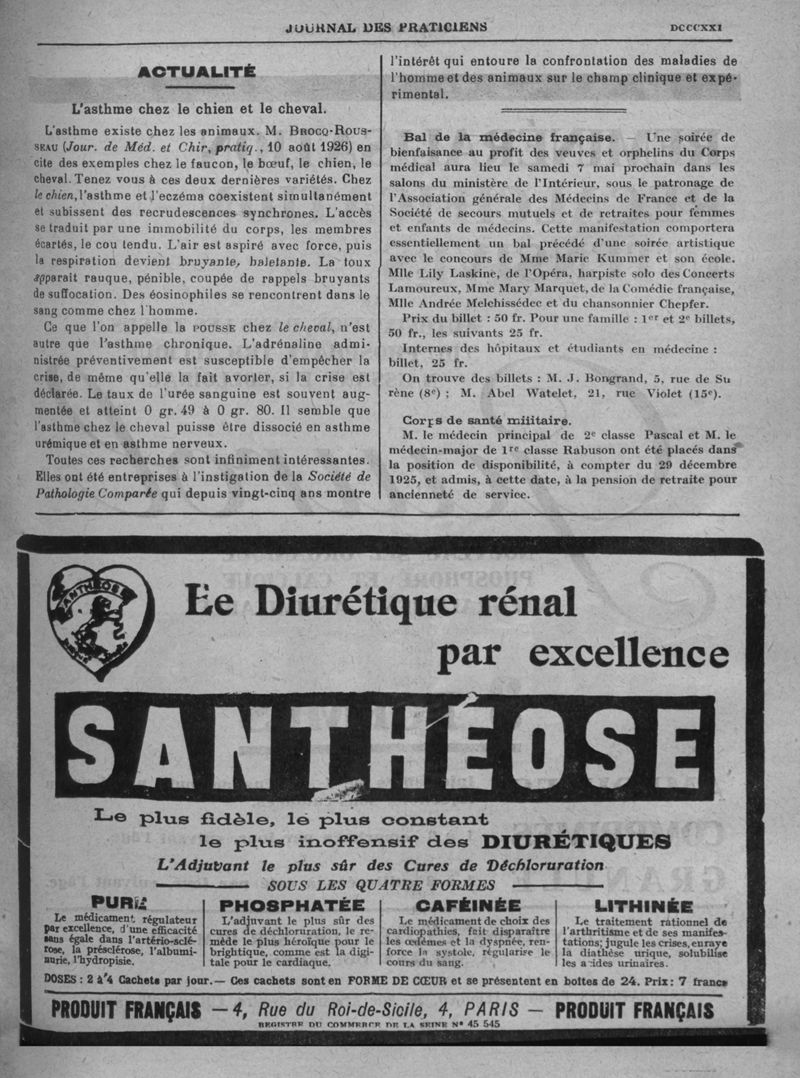 JOURNAL DES PRATICIENS
DCCCXXI
ACTUALITÉ
L'asthme chez le chien et le cheval.
L'asthme existe chez les animaux. M. BROCQ-ROUS-
SEAU (Jour. de Méd. et Chir, pratiq., 10 août 1926) en
cite des exemples chez le faucon, le bœuf, le chien, le
cheval. Tenez vous à ces deux dernières variétés. Chez
le chien, l'asthme et l'eczéma coexistent simultanément
et subissent des recrudescences synchrones. L'accès
se traduit par une immobilité du corps, les membres
écartés, le cou tendu. L'air est aspiré avec force, puis
la respiration devient bruyante, haletante. La toux
apparait rauque, pénible, coupée de rappels bruyants
de suffocation. Des éosinophiles se rencontrent dans le
sang comme chez l'homme.
Ce que l'on appelle la POUSSE chez le cheval, n'est
autre que l'asthme chronique. L'adrénaline admi-
nistrée préventivement est susceptible d'empêcher la
crise, de même qu'elle la fait avorter, si la crise est
déclarée. Le taux de l'urée sanguine est souvent aug-
mentée et atteint 0 gr. 49 à 0 gr. 80. Il semble que
l'asthme chez le cheval puisse être dissocié en asthme
urémique et en asthme nerveux.
Toutes ces recherches sont infiniment intéressantes.
Elles ont été entreprises à l'instigation de la Société de
Pathologie Comparée qui depuis vingt-cinq ans montre
l'intérêt qui entoure la confrontation des maladies de
l'homme et des animaux sur le champ clinique et expé-
rimental.
Bal de la médecine française. — Une soirée de
bienfaisance au profit des veuves et orphelins du Corps
médical aura lieu le samedi 7 mai prochain dans les
salons du ministère de l'Intérieur, sous le patronage de
l'Association générale des Médecins de France et de la
Société de secours mutuels et de retraites pour femmes
et enfants de médecins. Cette manifestation comportera
essentiellement un bal précédé d'une soirée artistique
avec le concours de Mme Marie Kummer et son école.
Mlle Lily Laskine, de l'Opéra, harpiste solo des Concerts
Lamoureux, Mme Mary Marquet, de la Comédie française,
Mlle Andrée Melchissédec et du chansonnier Chepfer.
Prix du billet : 50 fr. Pour une famille : 1er et 2e billets,
50 fr., les suivants 25 fr.
Internes des hôpitaux et étudiants en médecine :
billet, 25 fr.
On trouve des billets : M. J. Bongrand, 5, rue de Su
rène (8e) ; M. Abel Watelet, 21, rue Violet (15e).
Corps de santé militaire.
M. le médecin principal de 2e classe Pascal et M. le
médecin-major de 1re classe Rabuson ont été placés dans
la position de disponibilité, à compter du 29 décembre
1925, et admis, à cette date, à la pension de retraite pour
ancienneté de service.
SANTHÉOSE
Le Diurétique rénal
par excellence
SANTHÉOSE
Le plus fidèle, le plus constant
le plus inoffensif des DIURÉTIQUES
L'Adjuvant le plus sûr des Cures de Déchloruration
SOUS LES QUATRE FORMES
PURE
Le médicament régulateur
par excellence, d'une efficacité
sans égale dans l'artério-sclé-
rose, la présclérose, l'albumi-
nurie, l'hydropisie.
PHOSPHATÉE
L'adjuvant le plus sûr des
cures de déchloruration, le re-
mède le plus héroïque pour le
brightique, comme est la digi-
tale pour le cardiaque.
CAFÉINÉE
Le médicament de choix des
cardiopathies, fait disparaître
les œdèmes et la dyspnée, ren-
force la systole, régularise le
cours du sang.
LITHINÉE
Le traitement rationnel de
l'arthritisme et de ses manifes-
tations; jugule les crises, enraye
la diathèse urique, solubilise
les acides urinaires.
DOSES : 2 à 4 Cachets par jour. — Ces cachets sont en FORME DE CŒUR et se présentent en boîtes de 24. Prix : 7 francs
PRODUIT FRANÇAIS — 4, Rue du Roi-de-Sicile, 4, PARIS — PRODUIT FRANÇAIS
REGISTRE DU COMMERCE DE LA SEINE N° 45 545